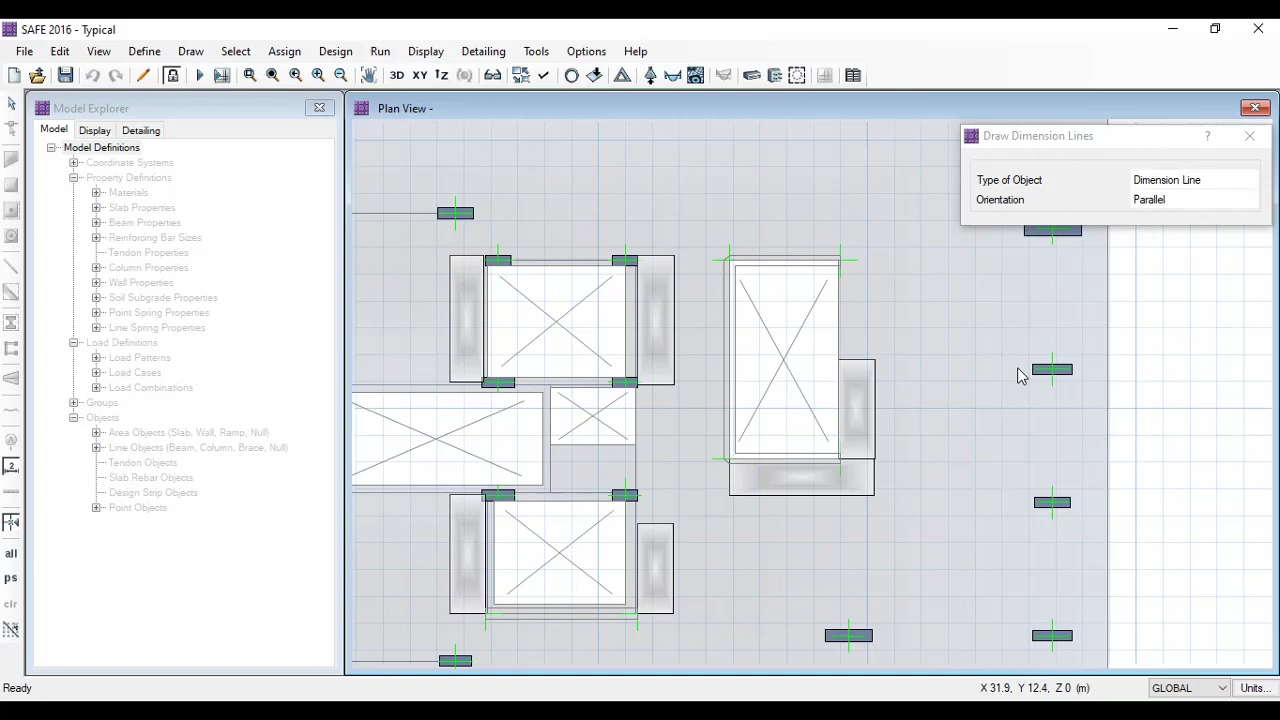 SAFE 2016 - Typical
File Edit View Define Draw Select Assign Design Run Display Detailing Tools Options Help
3D XY
Model Explorer
Model Display Detailing
Model Definitions
Coordinate Systems
Property Definitions
Materials
Slab Properties
Beam Properties
Reinforcing Bar Sizes
Tendon Properties
Column Properties
Wall Properties
Soil Subgrade Properties
Point Spring Properties
Line Spring Properties
Load Definitions
Load Patterns
Load Cases
Load Combinations
Groups
Objects
Area Objects (Slab, Wall, Ramp, Null)
Line Objects (Beam, Column, Brace, Null)
Tendon Objects
Slab Rebar Objects
Design Strip Objects
Point Objects
all
ps
clr
Plan View -
Draw Dimension Lines ?
Type of Object Dimension Line
Orientation Parallel
Ready
X 31.9, Y 12.4, Z 0 (m)
GLOBAL
Units...